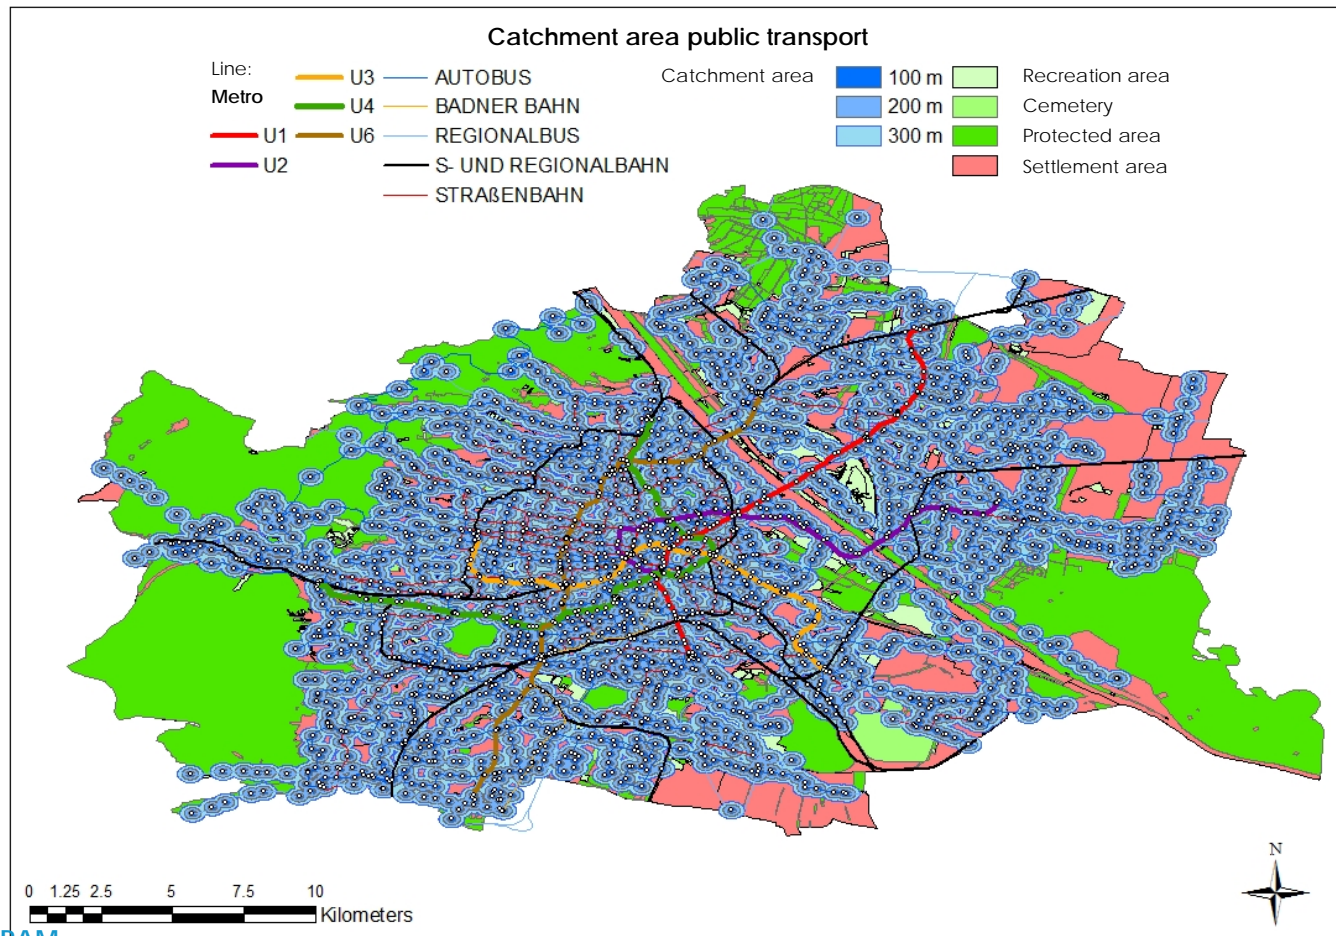 Catchment area public transport
Line:
Metro
U1
U2
U3
U4
U6
AUTOBUS
BADNER BAHN
REGIONALBUS
S- UND REGIONALBAHN
STRAßENBAHN
Catchment area
100 m
200 m
300 m
Recreation area
Cemetery
Protected area
Settlement area
N
0 1.25 2.5 5 7.5 10
Kilometers